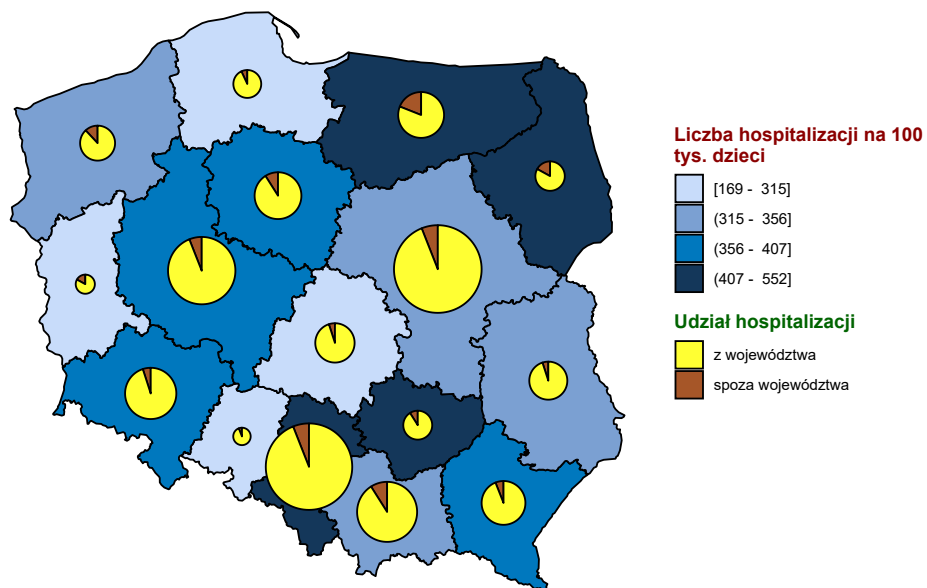 Liczba hospitalizacji na 100
tys. dzieci
[169 - 315]
(315 - 356]
(356 - 407]
(407 - 552]
Udział hospitalizacji
z województwa
spoza województwa